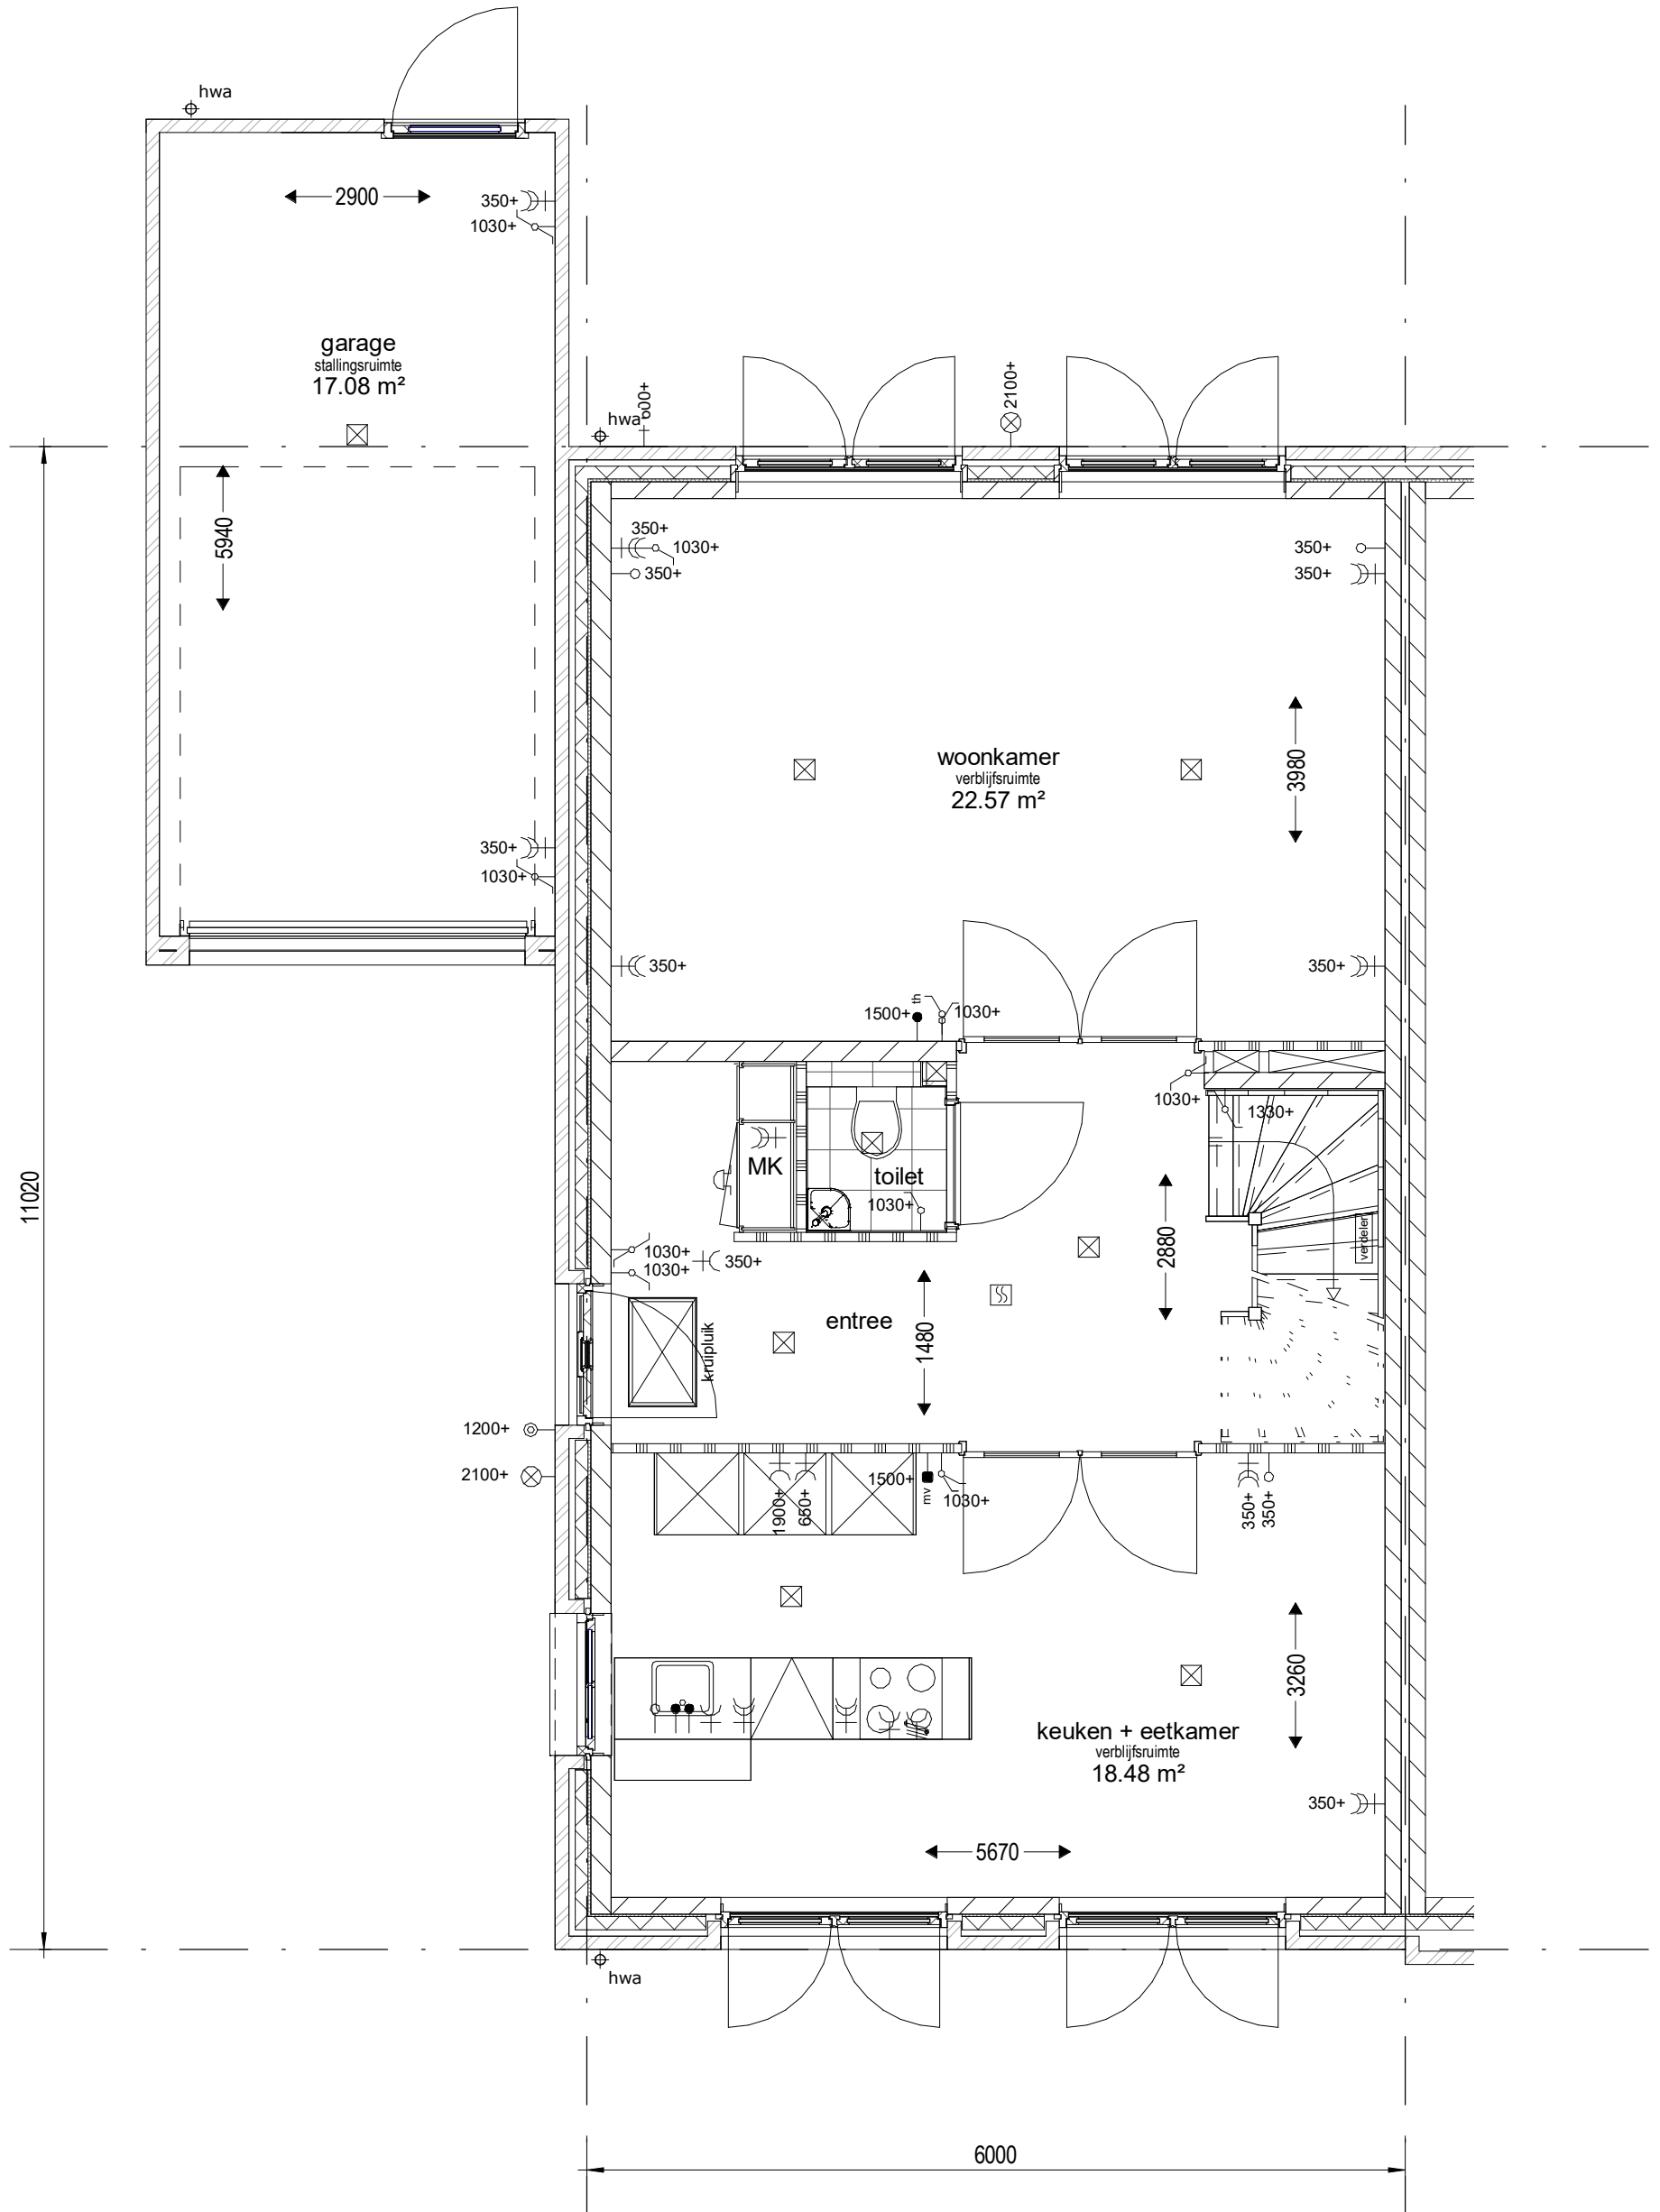 hwa
2900
350+
1030+
garage
stallingsruimte
17.08 m²
hwa
600+
2100+
5940
350+
1030+
350+
350+
350+
woonkamer
verblijfsruimte
22.57 m²
3980
350+
1030+
350+
350+
1500+
th
1030+
1030+
1330+
MK
toilet
1030+
11020
2880
verdeler
1030+
1030+
350+
entree
1480
kruipluik
1200+
2100+
1900+
650+
1500+
mv
1030+
350+
350+
3260
keuken + eetkamer
verblijfsruimte
18.48 m²
350+
5670
hwa
6000